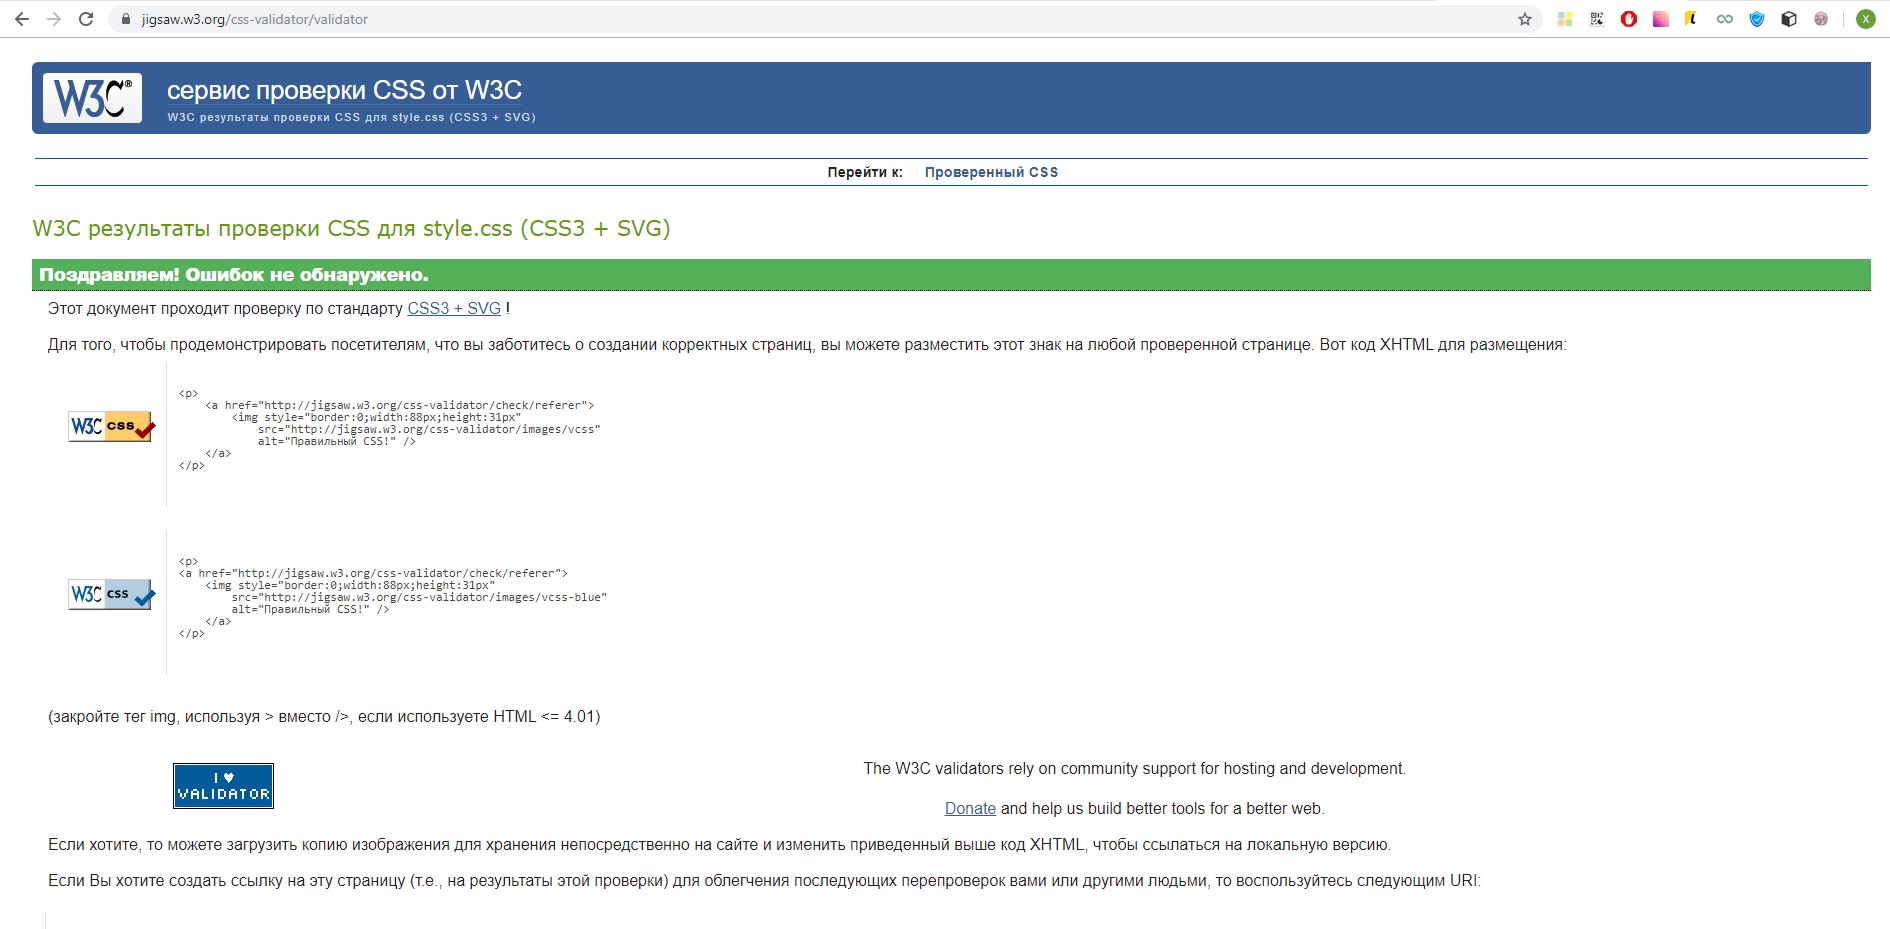 jigsaw.w3.org/css-validator/validator
X
W3C®
сервис проверки CSS от W3C
W3C результаты проверки CSS для style.css (CSS3 + SVG)
Перейти к: Проверенный CSS
W3C результаты проверки CSS для style.css (CSS3 + SVG)
Поздравляем! Ошибок не обнаружено.
Этот документ проходит проверку по стандарту CSS3 + SVG !
Для того, чтобы продемонстрировать посетителям, что вы заботитесь о создании корректных страниц, вы можете разместить этот знак на любой проверенной странице. Вот код XHTML для размещения:
W3C css
<p>
<a href="http://jigsaw.w3.org/css-validator/check/referer">
<img style="border:0;width:88px;height:31px"
src="http://jigsaw.w3.org/css-validator/images/vcss"
alt="Правильный CSS!" />
</a>
</p>
W3C css
<p>
<a href="http://jigsaw.w3.org/css-validator/check/referer">
<img style="border:0;width:88px;height:31px"
src="http://jigsaw.w3.org/css-validator/images/vcss-blue"
alt="Правильный CSS!" />
</a>
</p>
(закройте тег img, используя > вместо />, если используете HTML <= 4.01)
I ♥
VALIDATOR
The W3C validators rely on community support for hosting and development.
Donate and help us build better tools for a better web.
Если хотите, то можете загрузить копию изображения для хранения непосредственно на сайте и изменить приведенный выше код XHTML, чтобы ссылаться на локальную версию.
Если Вы хотите создать ссылку на эту страницу (т.е., на результаты этой проверки) для облегчения последующих перепроверок вами или другими людьми, то воспользуйтесь следующим URI: